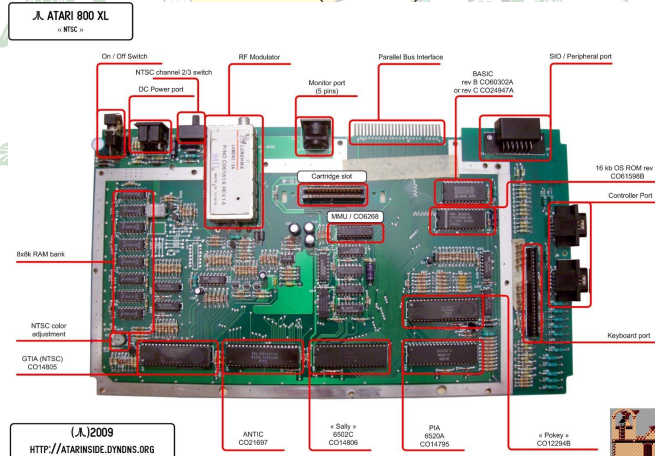 ATARI 800 XL
« NTSC »
On / Off Switch
NTSC channel 2/3 switch
DC Power port
RF Modulator
Monitor port
(5 pins)
Parallel Bus Interface
BASIC
rev B CO60302A
or rev C CO24947A
SIO / Peripheral port
16 kb OS ROM rev
CO61598B
Controller Port
Cartridge slot
MMU / CO6268
8x8k RAM bank
NTSC color
adjustment
GTIA (NTSC)
CO14805
Keyboard port
ANTIC
CO21697
« Sally »
6502C
CO14806
PIA
6520A
CO14795
« Pokey »
CO12294B
()2009
HTTP://ATARINSIDE.DYNDNS.ORG